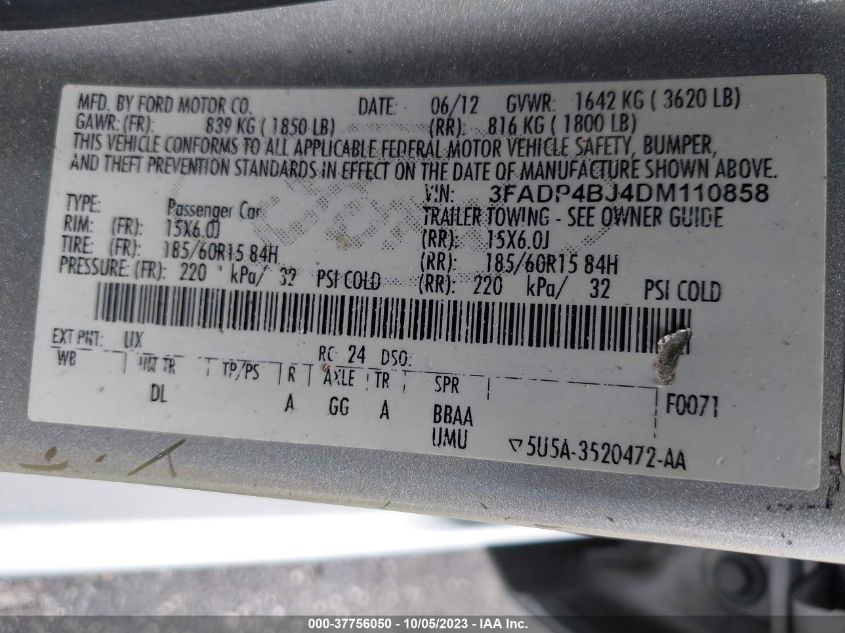 MFD. BY FORD MOTOR CO. DATE: 06/12 GVWR: 1642 KG ( 3620 LB)
GAWR: (FR): 839 KG ( 1850 LB) (RR): 816 KG ( 1800 LB)
THIS VEHICLE CONFORMS TO ALL APPLICABLE FEDERAL MOTOR VEHICLE SAFETY, BUMPER,
AND THEFT PREVENTION STANDARDS IN EFFECT ON THE DATE OF MANUFACTURE SHOWN ABOVE.
VIN: 3FADP4BJ4DM110858
TYPE: Passenger Car TRAILER TOWING - SEE OWNER GUIDE
RIM: (FR): 15X6.0J (RR): 15X6.0J
TIRE: (FR): 185/60R15 84H (RR): 185/60R15 84H
PRESSURE: (FR): 220 kPa/ 32 PSI COLD (RR): 220 kPa/ 32 PSI COLD
EXT PNT: UX RC: 24 DSO:
WB INT TR TP/PS R AXLE TR SPR F0071
DL A GG A BBAA
UMU 5U5A-3520472-AA
000-37756050 - 10/05/2023 - IAA Inc.